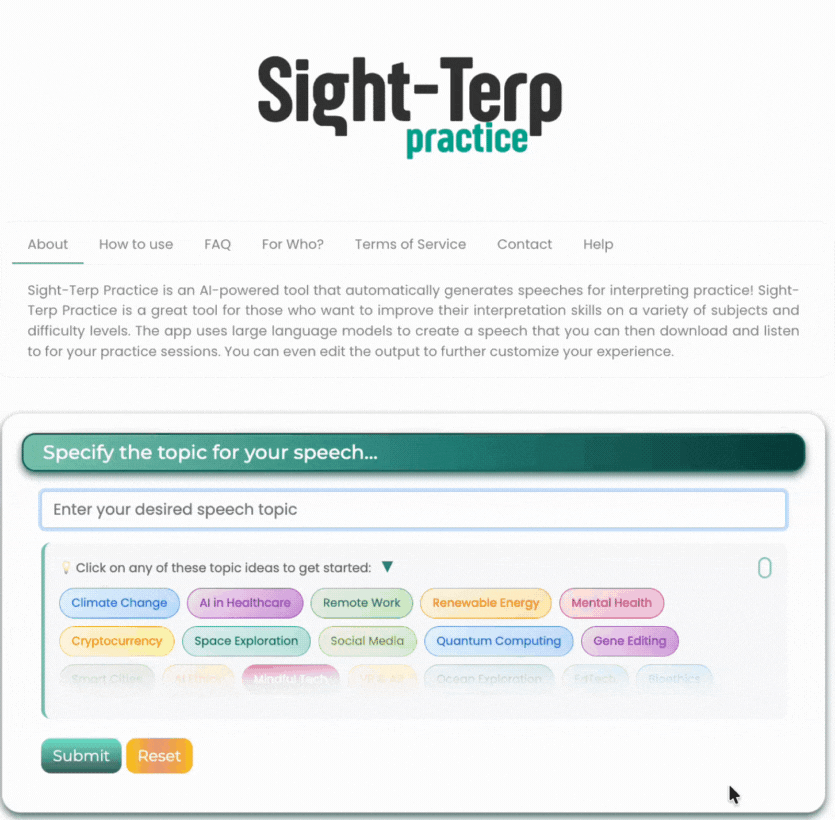 Sight-Terp
practice
About How to use FAQ For Who? Terms of Service Contact Help
Sight-Terp Practice is an AI-powered tool that automatically generates speeches for interpreting practice! Sight-
Terp Practice is a great tool for those who want to improve their interpretation skills on a variety of subjects and
difficulty levels. The app uses large language models to create a speech that you can then download and listen
to for your practice sessions. You can even edit the output to further customize your experience.
Specify the topic for your speech...
Enter your desired speech topic
Click on any of these topic ideas to get started:
Climate Change AI in Healthcare Remote Work Renewable Energy Mental Health
Cryptocurrency Space Exploration Social Media Quantum Computing Gene Editing
Smart Cities AI Ethics Mindful Tech VR & AR Ocean Exploration EdTech Bioethics
Submit Reset